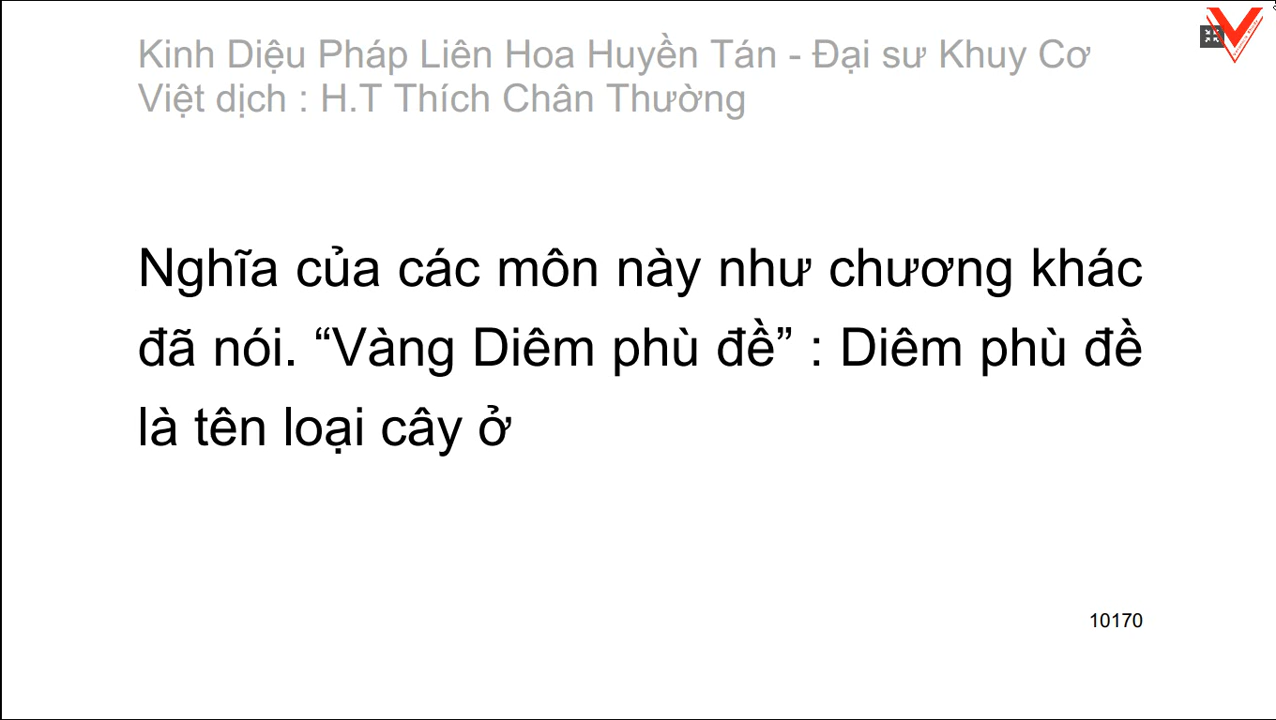 Kinh Diệu Pháp Liên Hoa Huyền Tán - Đại sư Khuy Cơ
Việt dịch : H.T Thích Chân Thường
Nghĩa của các môn này như chương khác
đã nói. “Vàng Diêm phù đề” : Diêm phù đề
là tên loại cây ở
10170